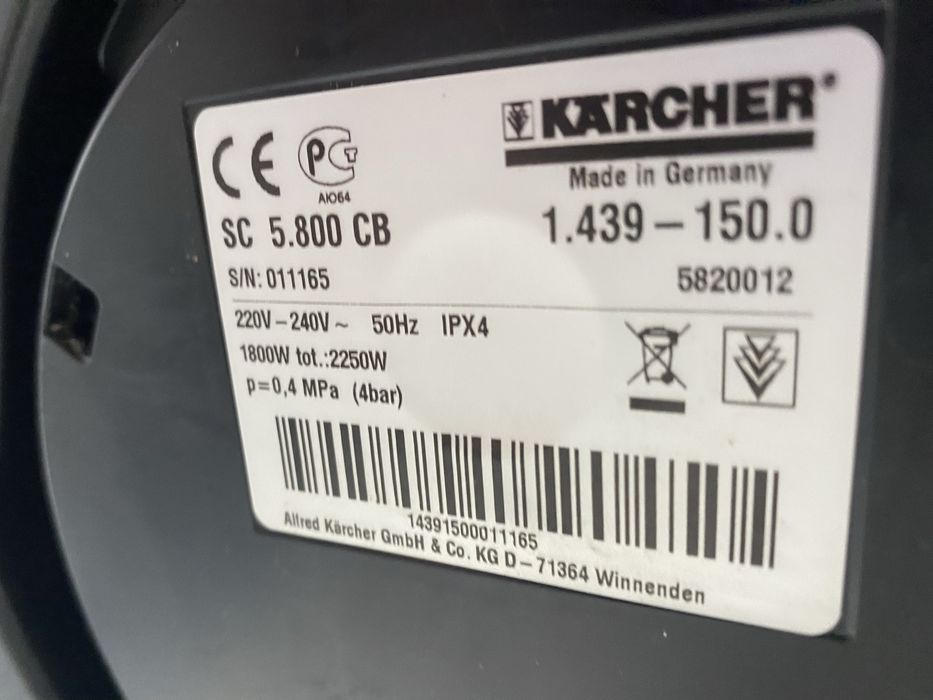 KÄRCHER
Made in Germany
CE PCT
AЮ64
SC 5.800 CB
1.439-150.0
S/N: 011165
5820012
220V-240V~ 50Hz IPX4
1800W tot.:2250W
p=0,4 MPa (4bar)
14391500011165
Alfred Kärcher GmbH & Co. KG D-71364 Winnenden